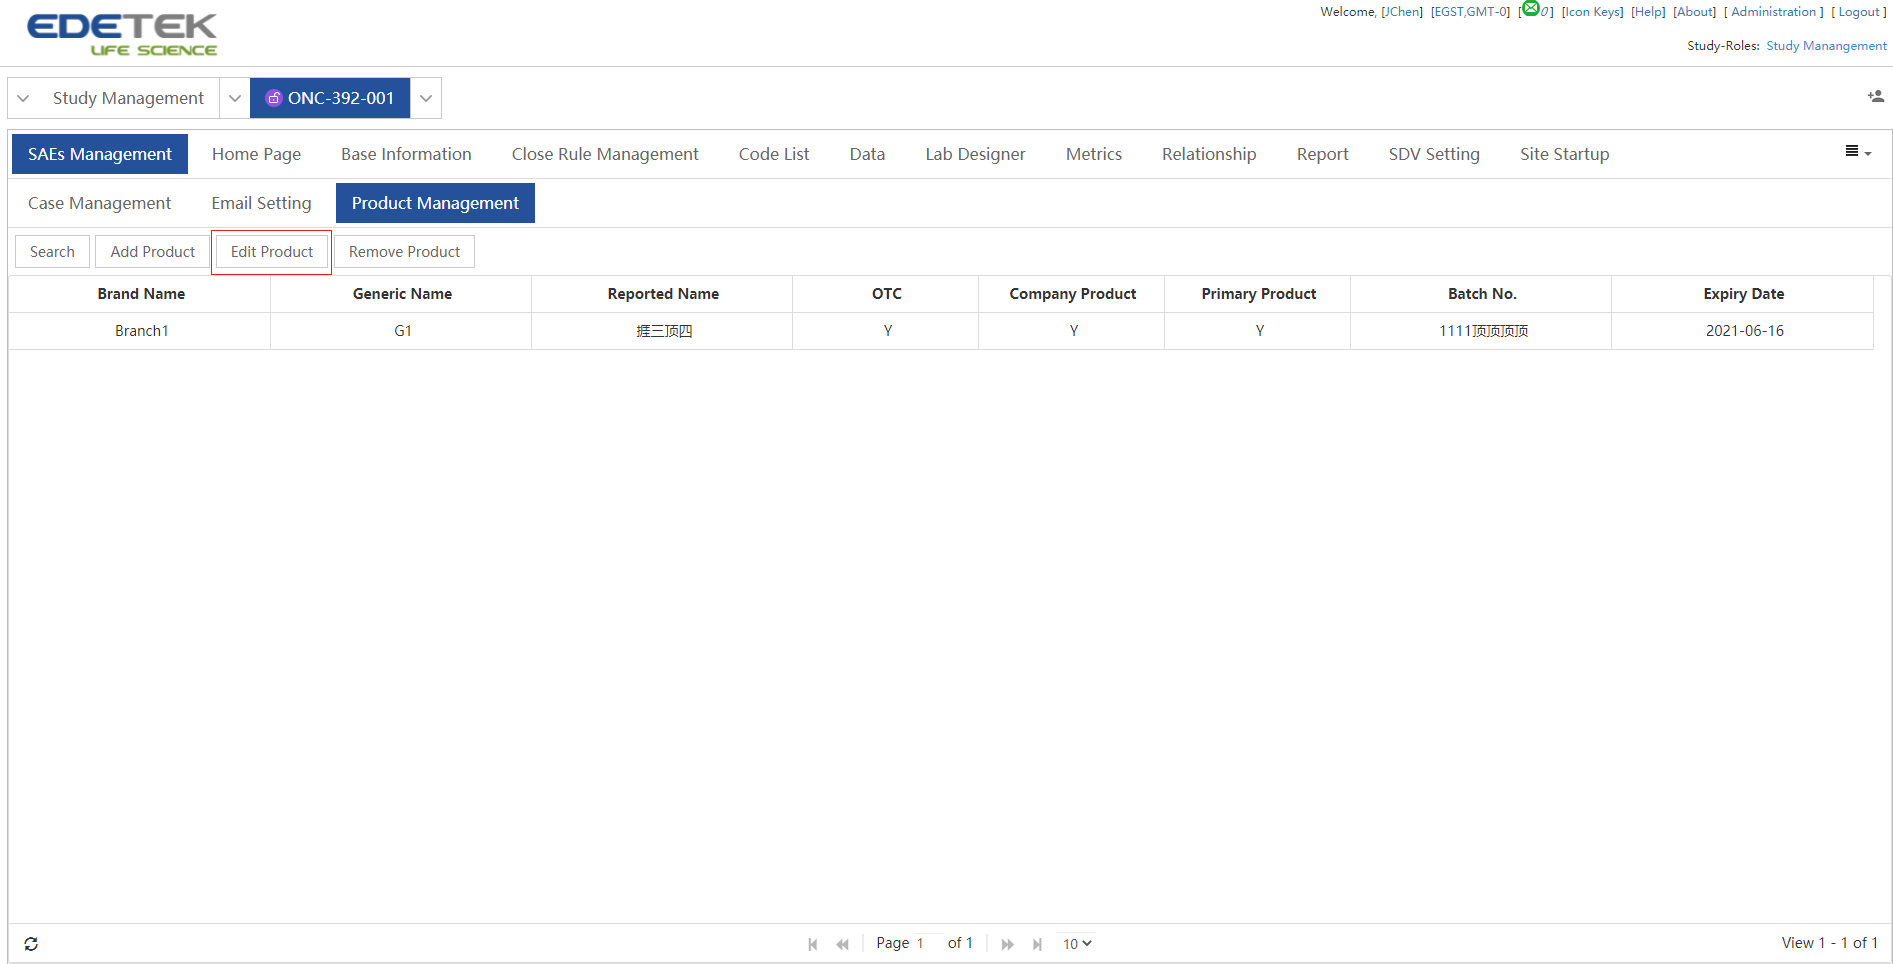 EDETEK
LIFE SCIENCE
Welcome, [JChen] [EGST,GMT-0] [0] [Icon Keys] [Help] [About] [ Administration ] [ Logout ]
Study-Roles: Study Manangement
Study Management ONC-392-001
SAEs Management Home Page Base Information Close Rule Management Code List Data Lab Designer Metrics Relationship Report SDV Setting Site Startup
Case Management Email Setting Product Management
Search Add Product Edit Product Remove Product
Brand Name Generic Name Reported Name OTC Company Product Primary Product Batch No. Expiry Date
Branch1 G1 捱三顶四 Y Y Y 1111顶顶顶顶 2021-06-16
Page 1 of 1 10 View 1 - 1 of 1